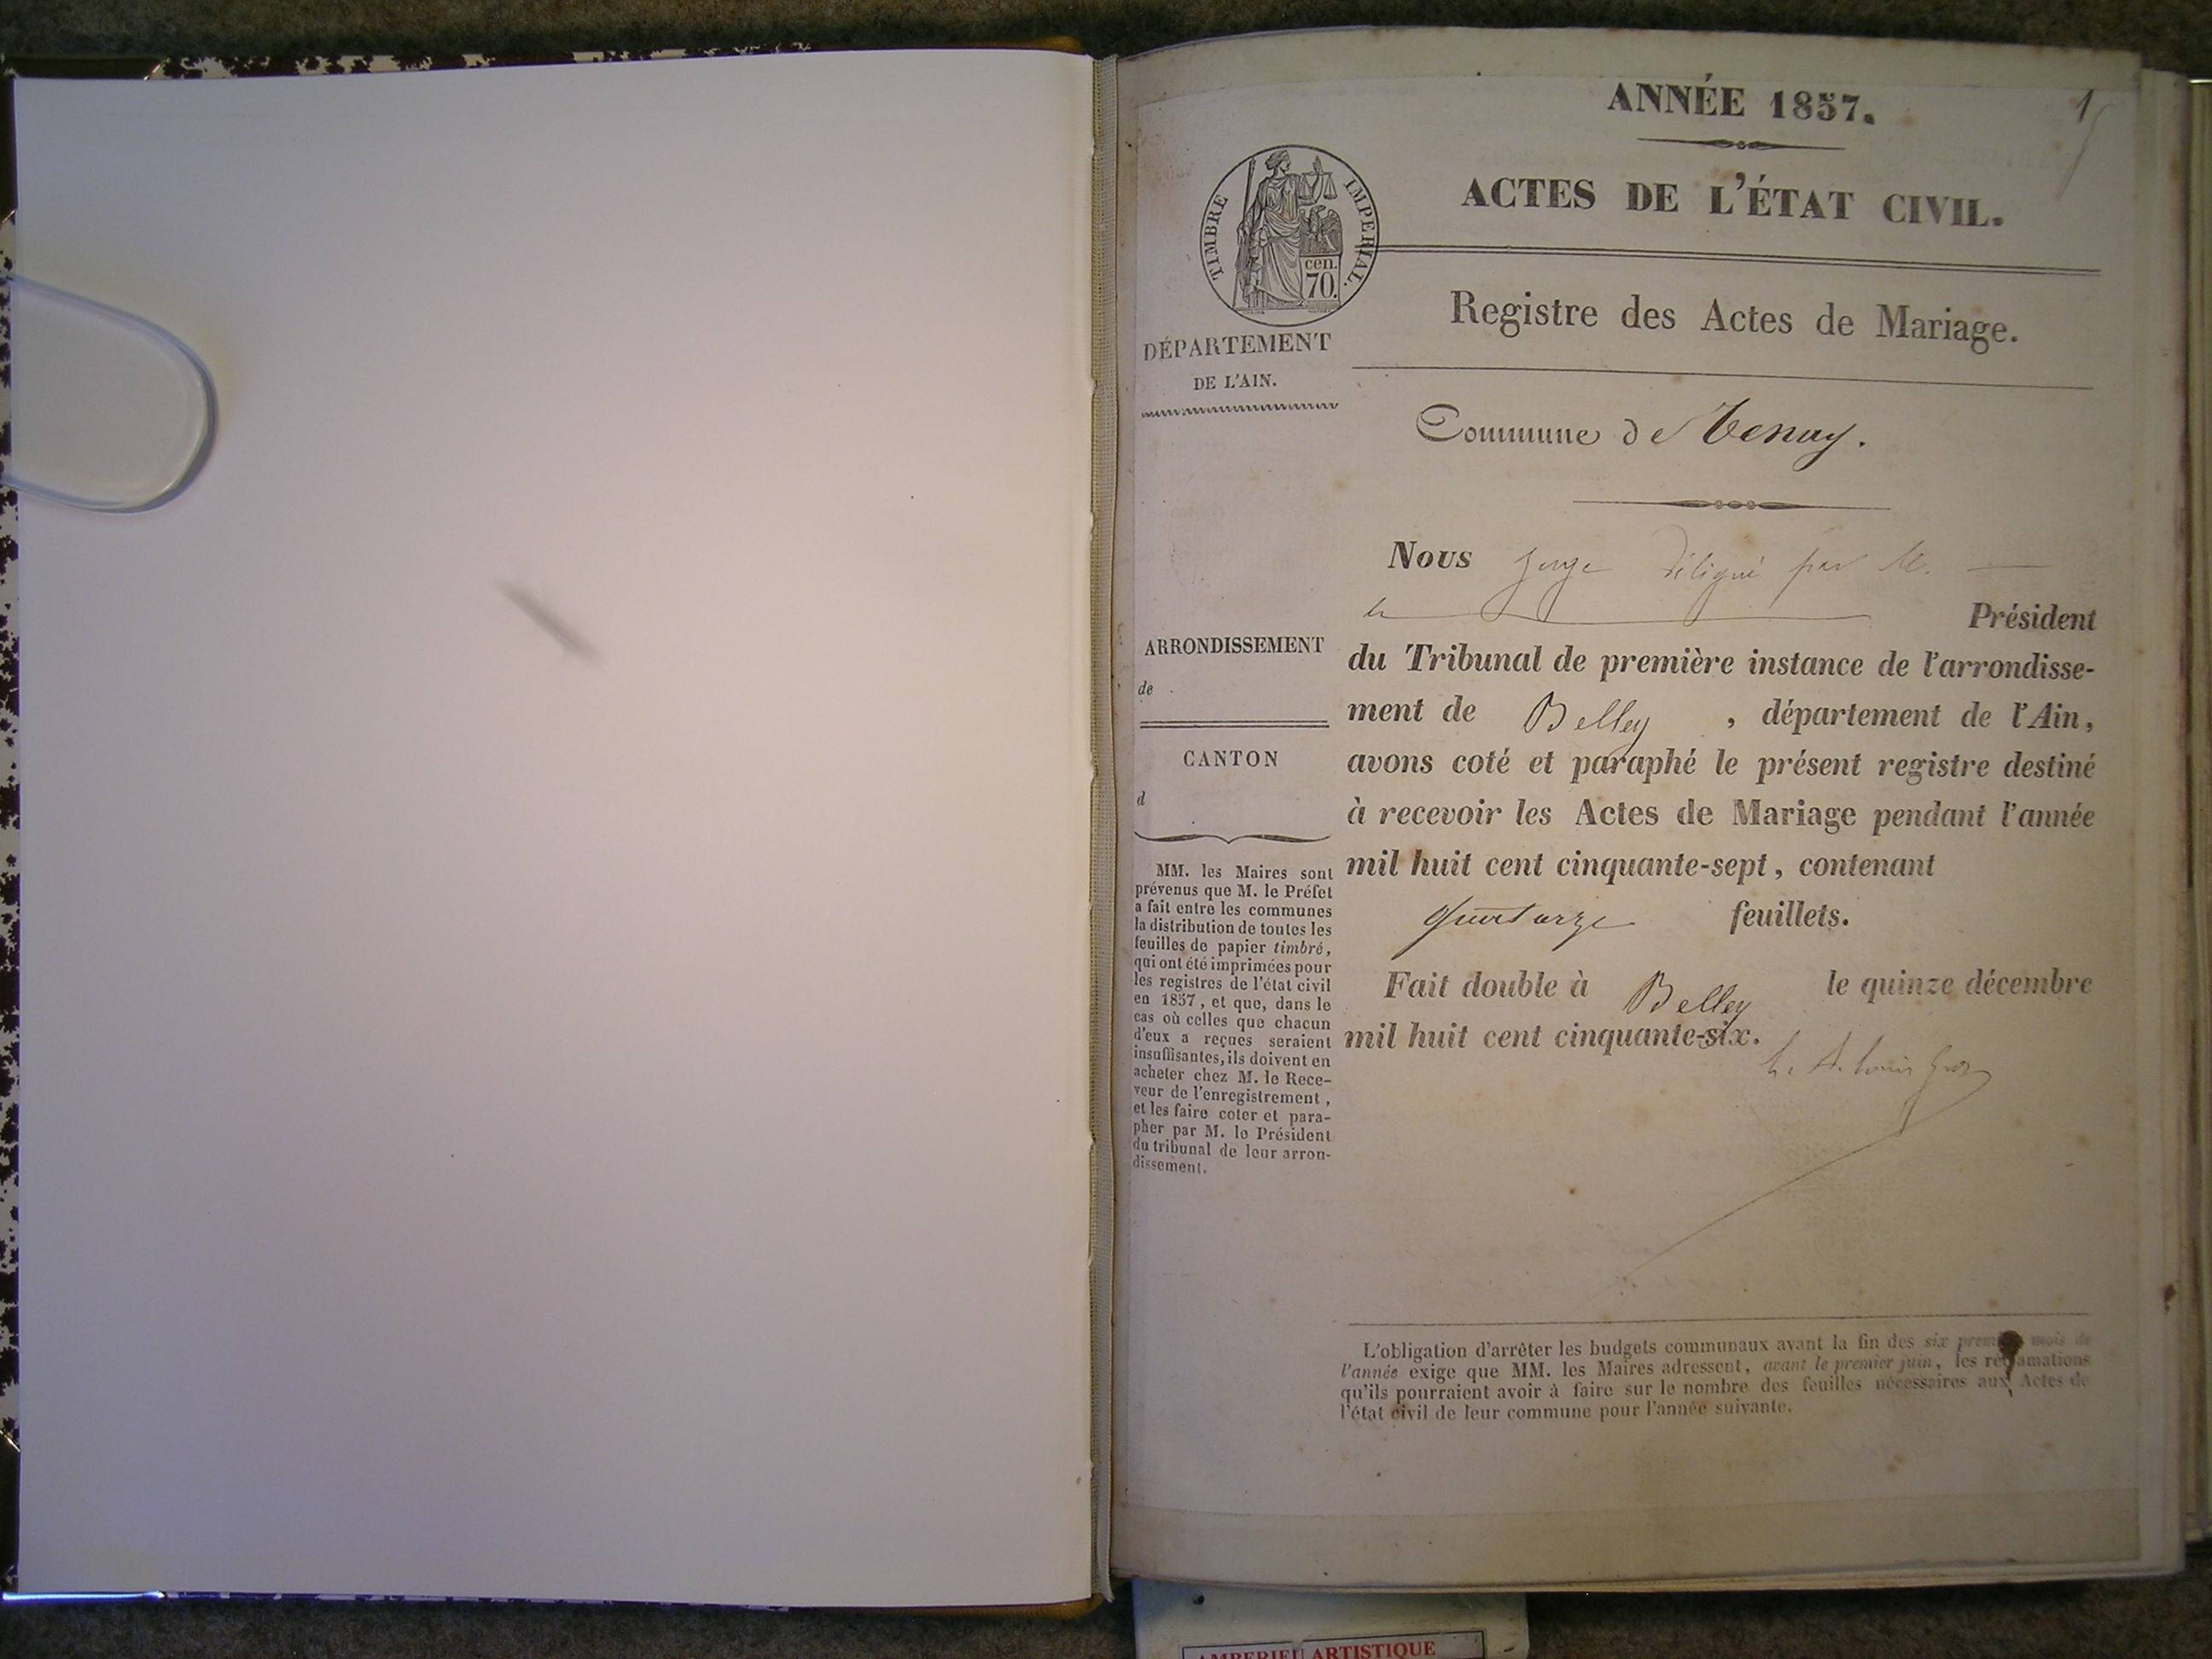 ANNÉE 1857.
1
ACTES DE L'ÉTAT CIVIL.
TIMBRE IMPERIAL.
cen.
70.
Registre des Actes de Mariage.
DÉPARTEMENT
DE L'AIN.
Commune de Tenay.
Nous Juge délégué par M.
le Président
du Tribunal de première instance de l'arrondisse-
ment de Belley, département de l'Ain,
avons coté et paraphé le présent registre destiné
à recevoir les Actes de Mariage pendant l'année
mil huit cent cinquante-sept, contenant
quatorze feuillets.
Fait double à Belley le quinze décembre
mil huit cent cinquante-six.
ARRONDISSEMENT
de
CANTON
d
MM. les Maires sont
prévenus que M. le Préfet
a fait entre les communes
la distribution de toutes les
feuilles de papier timbré,
qui ont été imprimées pour
les registres de l'état civil
en 1857, et que, dans le
cas où celles que chacun
d'eux a reçues seraient
insuffisantes, ils doivent en
acheter chez M. le Rece-
veur de l'enregistrement,
et les faire coter et para-
pher par M. le Président
du tribunal de leur arron-
dissement.
L'obligation d'arrêter les budgets communaux avant la fin des six premiers mois de
l'année exige que MM. les Maires adressent, avant le premier juin, les réclamations
qu'ils pourraient avoir à faire sur le nombre des feuilles nécessaires aux Actes de
l'état civil de leur commune pour l'année suivante.
AMBERIEU ARTISTIQUE